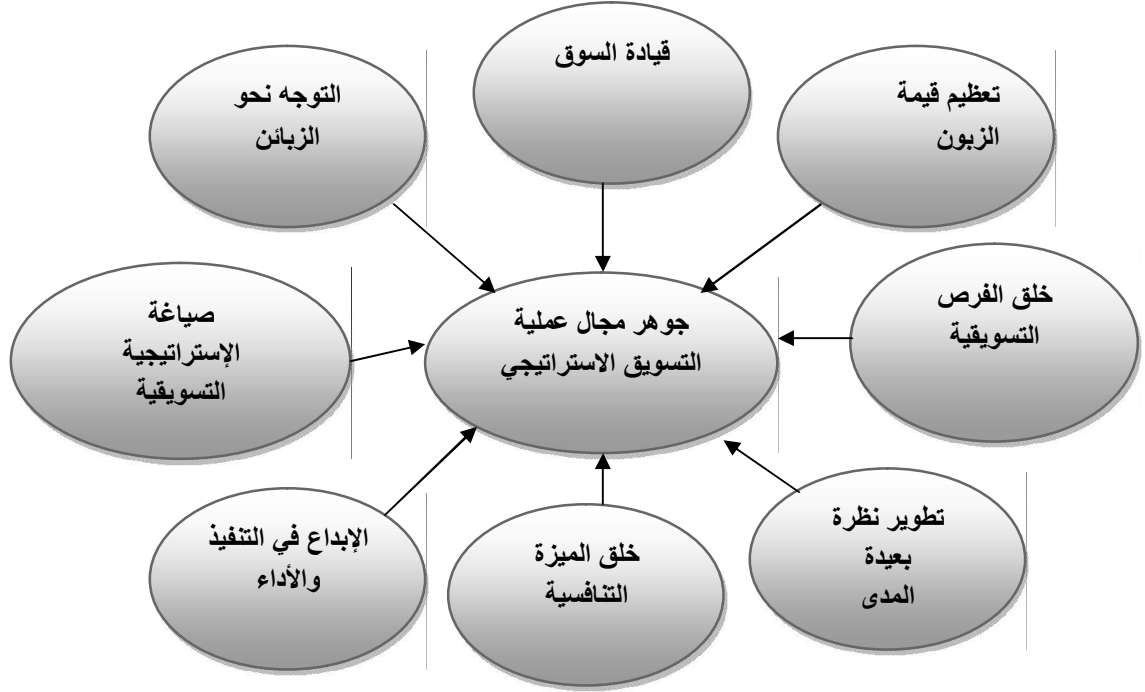 قيادة السوق
تعظيم قيمة
الزبون
التوجه نحو
الزبائن
خلق الفرص
التسويقية
جوهر مجال عملية
التسويق الاستراتيجي
صياغة
الإستراتيجية
التسويقية
تطوير نظرة
بعيدة
المدى
خلق الميزة
التنافسية
الإبداع في التنفيذ
والأداء